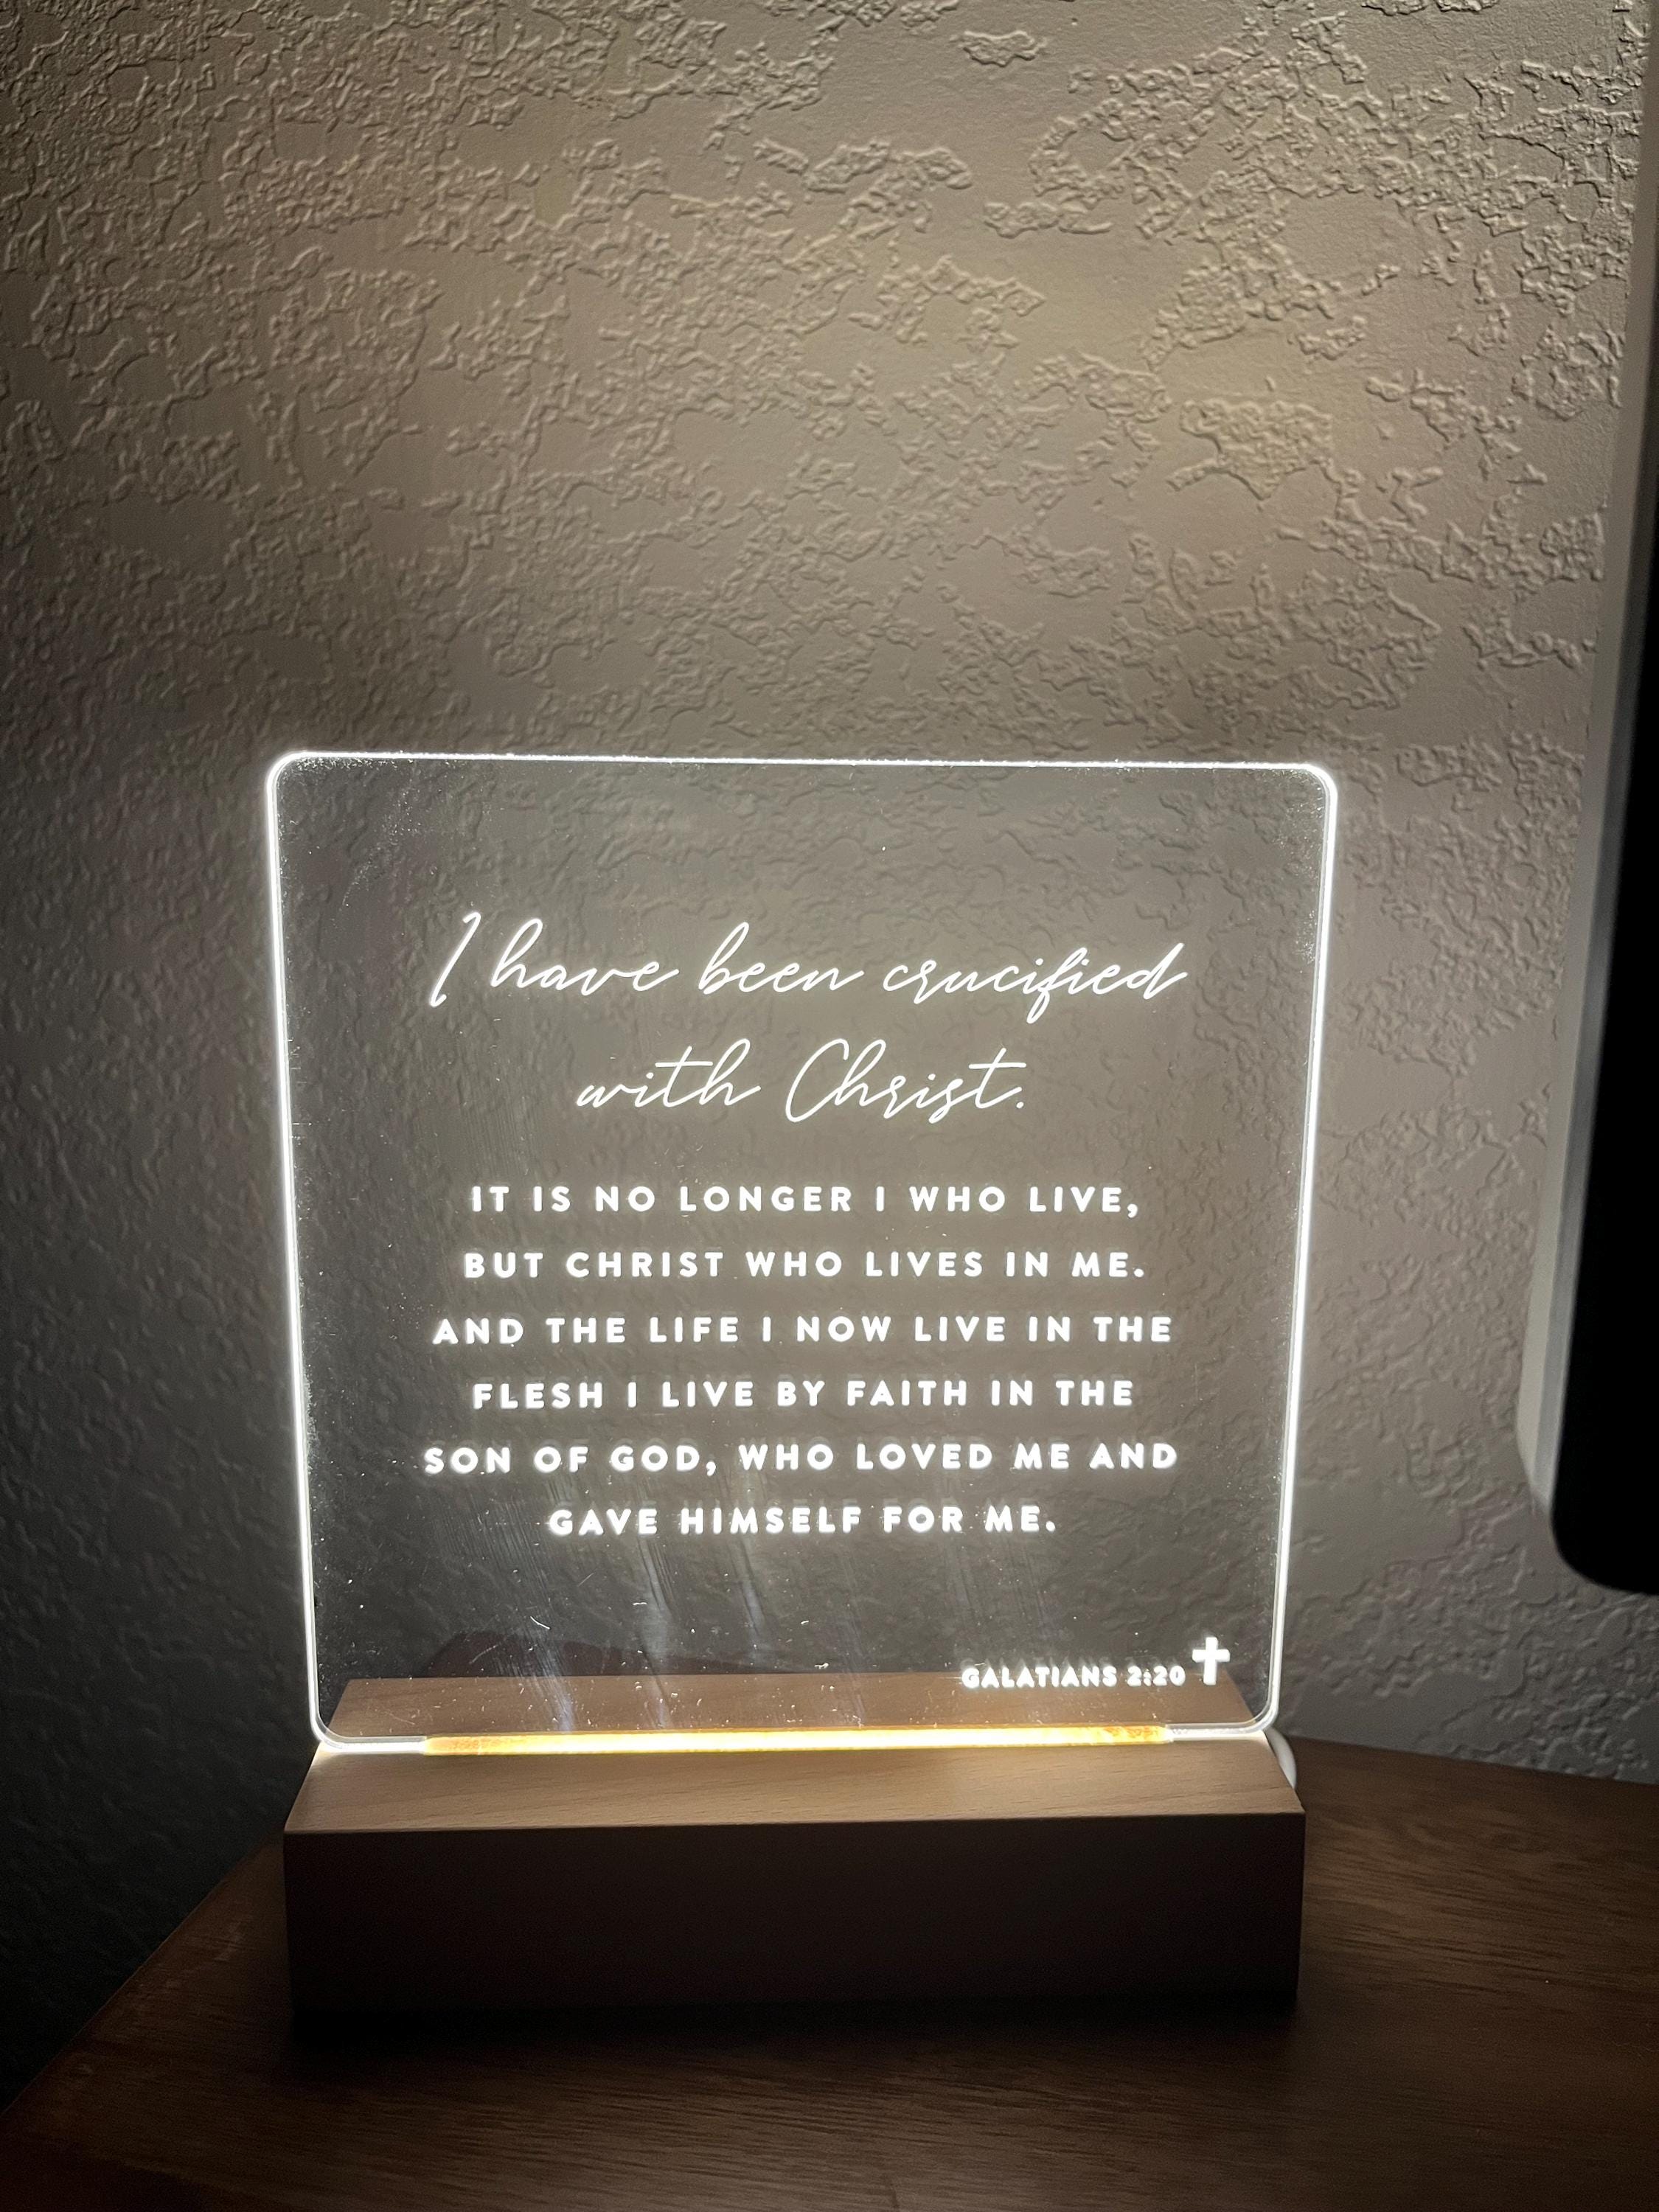 I have been crucified
with Christ.
IT IS NO LONGER I WHO LIVE,
BUT CHRIST WHO LIVES IN ME.
AND THE LIFE I NOW LIVE IN THE
FLESH I LIVE BY FAITH IN THE
SON OF GOD, WHO LOVED ME AND
GAVE HIMSELF FOR ME.
GALATIANS 2:20